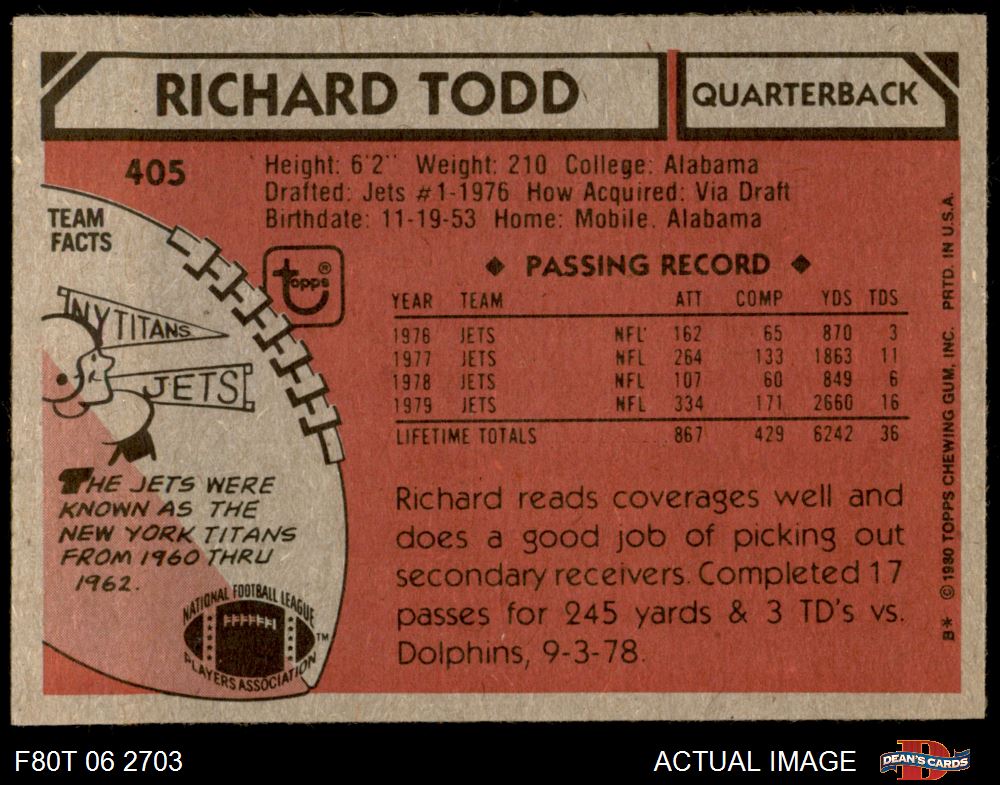 RICHARD TODD
QUARTERBACK
405
Height: 6'2" Weight: 210 College: Alabama
Drafted: Jets #1-1976 How Acquired: Via Draft
Birthdate: 11-19-53 Home: Mobile, Alabama
TEAM
FACTS
NY TITANS
JETS
THE JETS WERE
KNOWN AS THE
NEW YORK TITANS
FROM 1960 THRU
1962.
NATIONAL FOOTBALL LEAGUE
PLAYERS ASSOCIATION
TM
topps®
◆ PASSING RECORD ◆
YEAR TEAM ATT COMP YDS TDS
1976 JETS NFL 162 65 870 3
1977 JETS NFL 264 133 1863 11
1978 JETS NFL 107 60 849 6
1979 JETS NFL 334 171 2660 16
LIFETIME TOTALS 867 429 6242 36
Richard reads coverages well and
does a good job of picking out
secondary receivers. Completed 17
passes for 245 yards & 3 TD's vs.
Dolphins, 9-3-78.
B* © 1980 TOPPS CHEWING GUM, INC. PRTD. IN U.S.A.
F80T 06 2703
ACTUAL IMAGE
D
DEAN'S CARDS